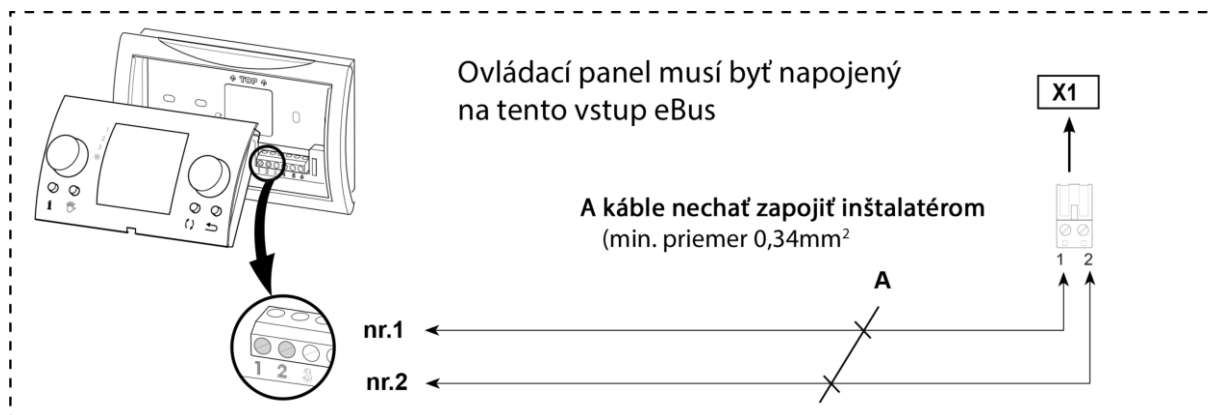 TOP
Ovládací panel musí byť napojený
na tento vstup eBus
X1
A káble nechať zapojiť inštalatérom
(min. priemer 0,34mm²
1 2
A
nr.1
nr.2
1 2 3